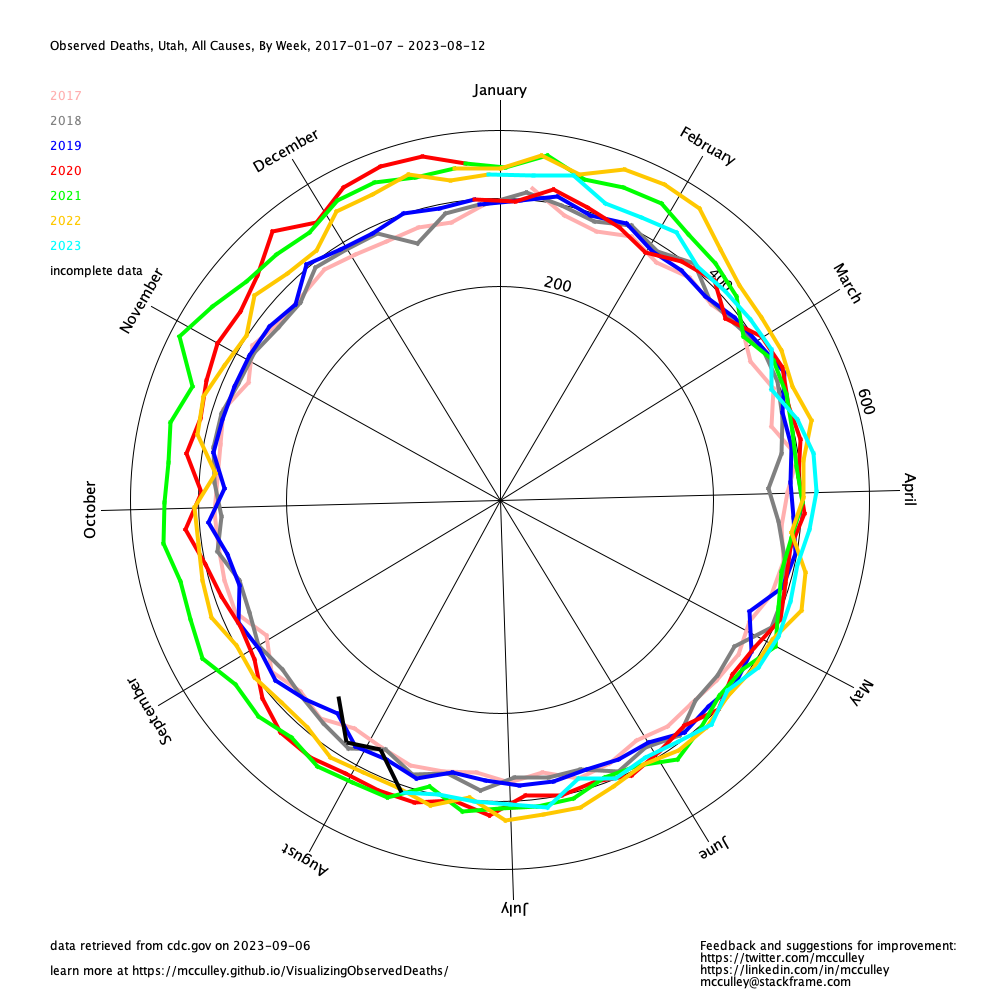 Observed Deaths, Utah, All Causes, By Week, 2017-01-07 - 2023-08-12
January
2017
2018
2019
2020
2021
2022
2023
incomplete data
December
February
November
March
200
400
600
October
April
September
May
August
June
July
data retrieved from cdc.gov on 2023-09-06
learn more at https://mcculley.github.io/VisualizingObservedDeaths/
Feedback and suggestions for improvement:
https://twitter.com/mcculley
https://linkedin.com/in/mcculley
mcculley@stackframe.com